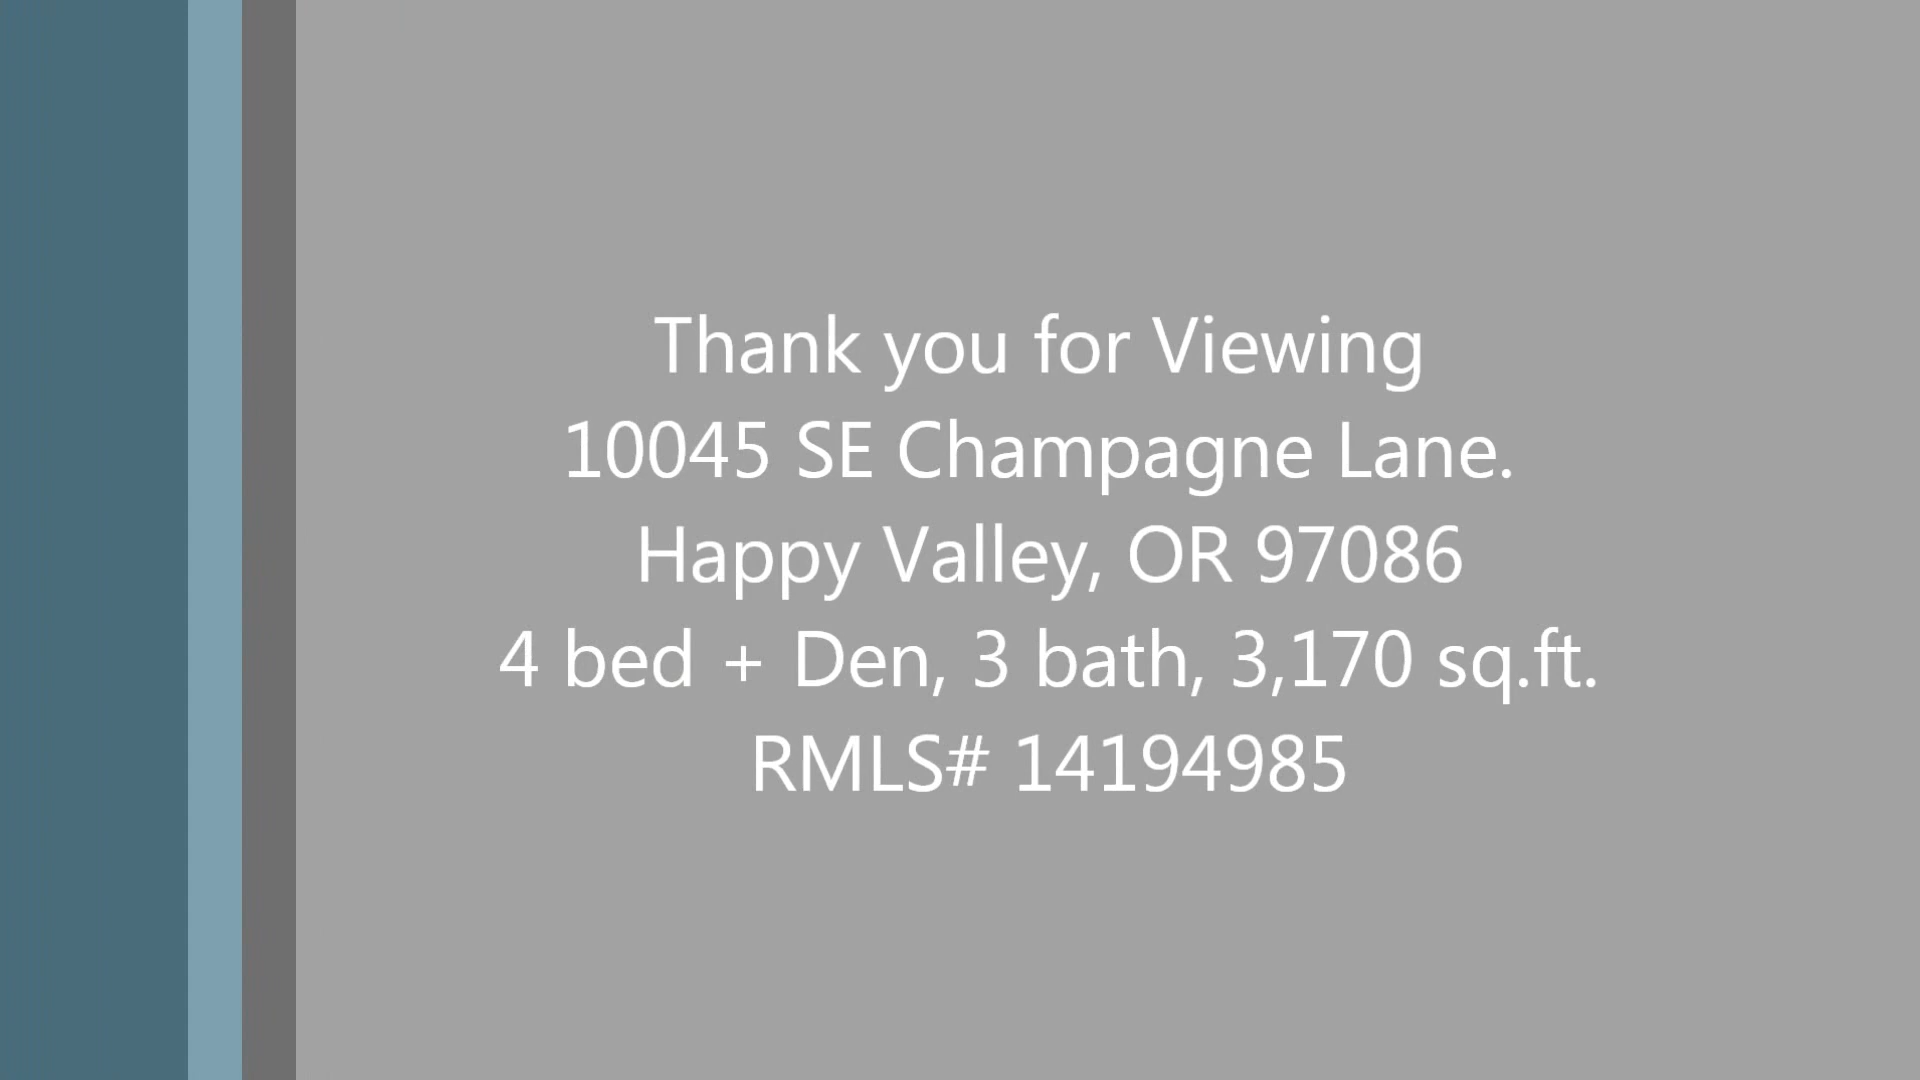 Thank you for Viewing
10045 SE Champagne Lane.
Happy Valley, OR 97086
4 bed + Den, 3 bath, 3,170 sq.ft.
RMLS# 14194985